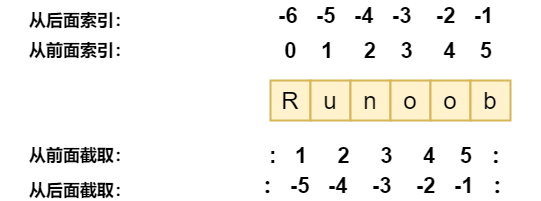 从后面索引: -6 -5 -4 -3 -2 -1
从前面索引: 0 1 2 3 4 5
R u n o o b
从前面截取: : 1 2 3 4 5 :
从后面截取: : -5 -4 -3 -2 -1 :